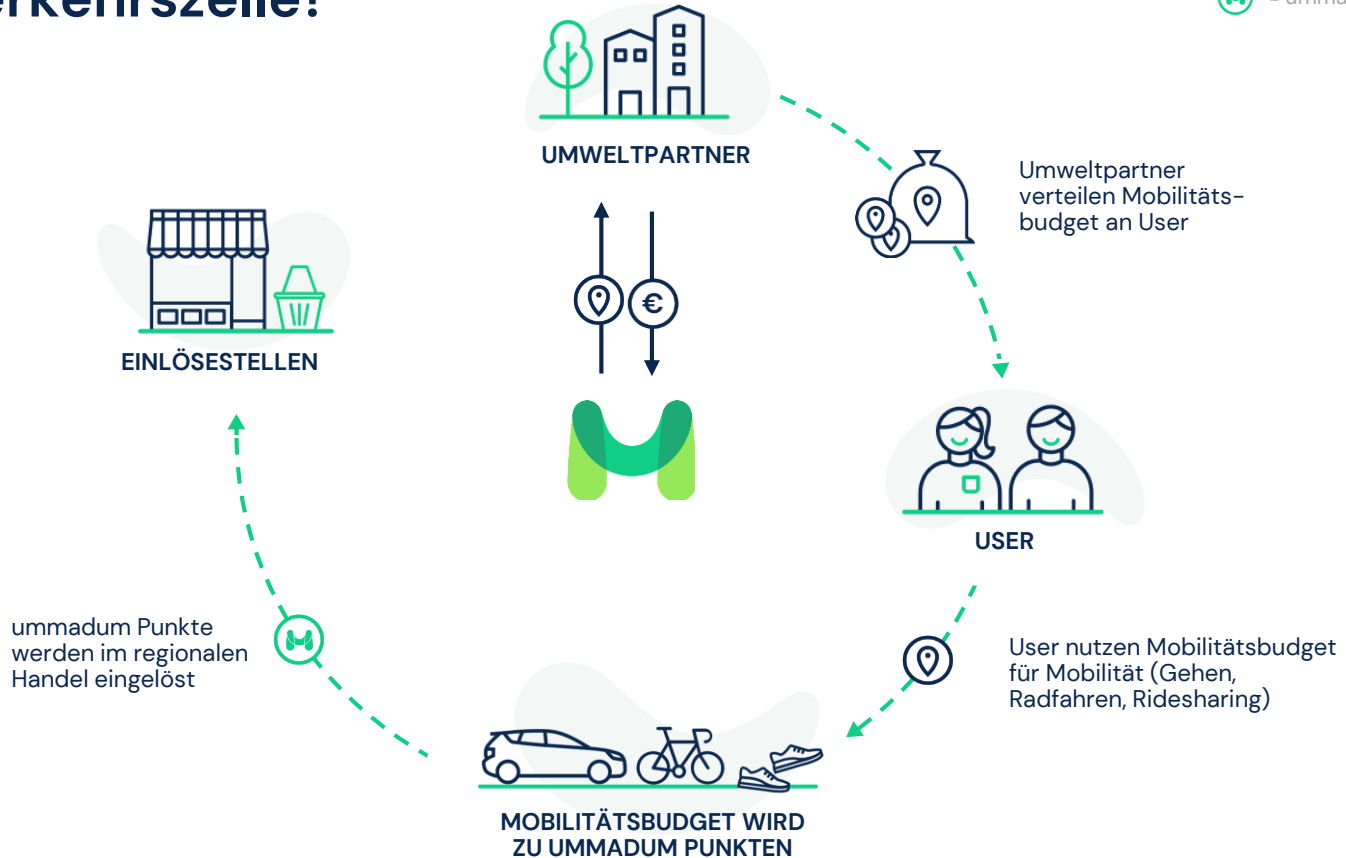 = umma
UMWELTPARTNER
Umweltpartner
verteilen Mobilitäts-
budget an User
€
EINLÖSESTELLEN
USER
ummadum Punkte
werden im regionalen
Handel eingelöst
User nutzen Mobilitätsbudget
für Mobilität (Gehen,
Radfahren, Ridesharing)
MOBILITÄTSBUDGET WIRD
ZU UMMADUM PUNKTEN